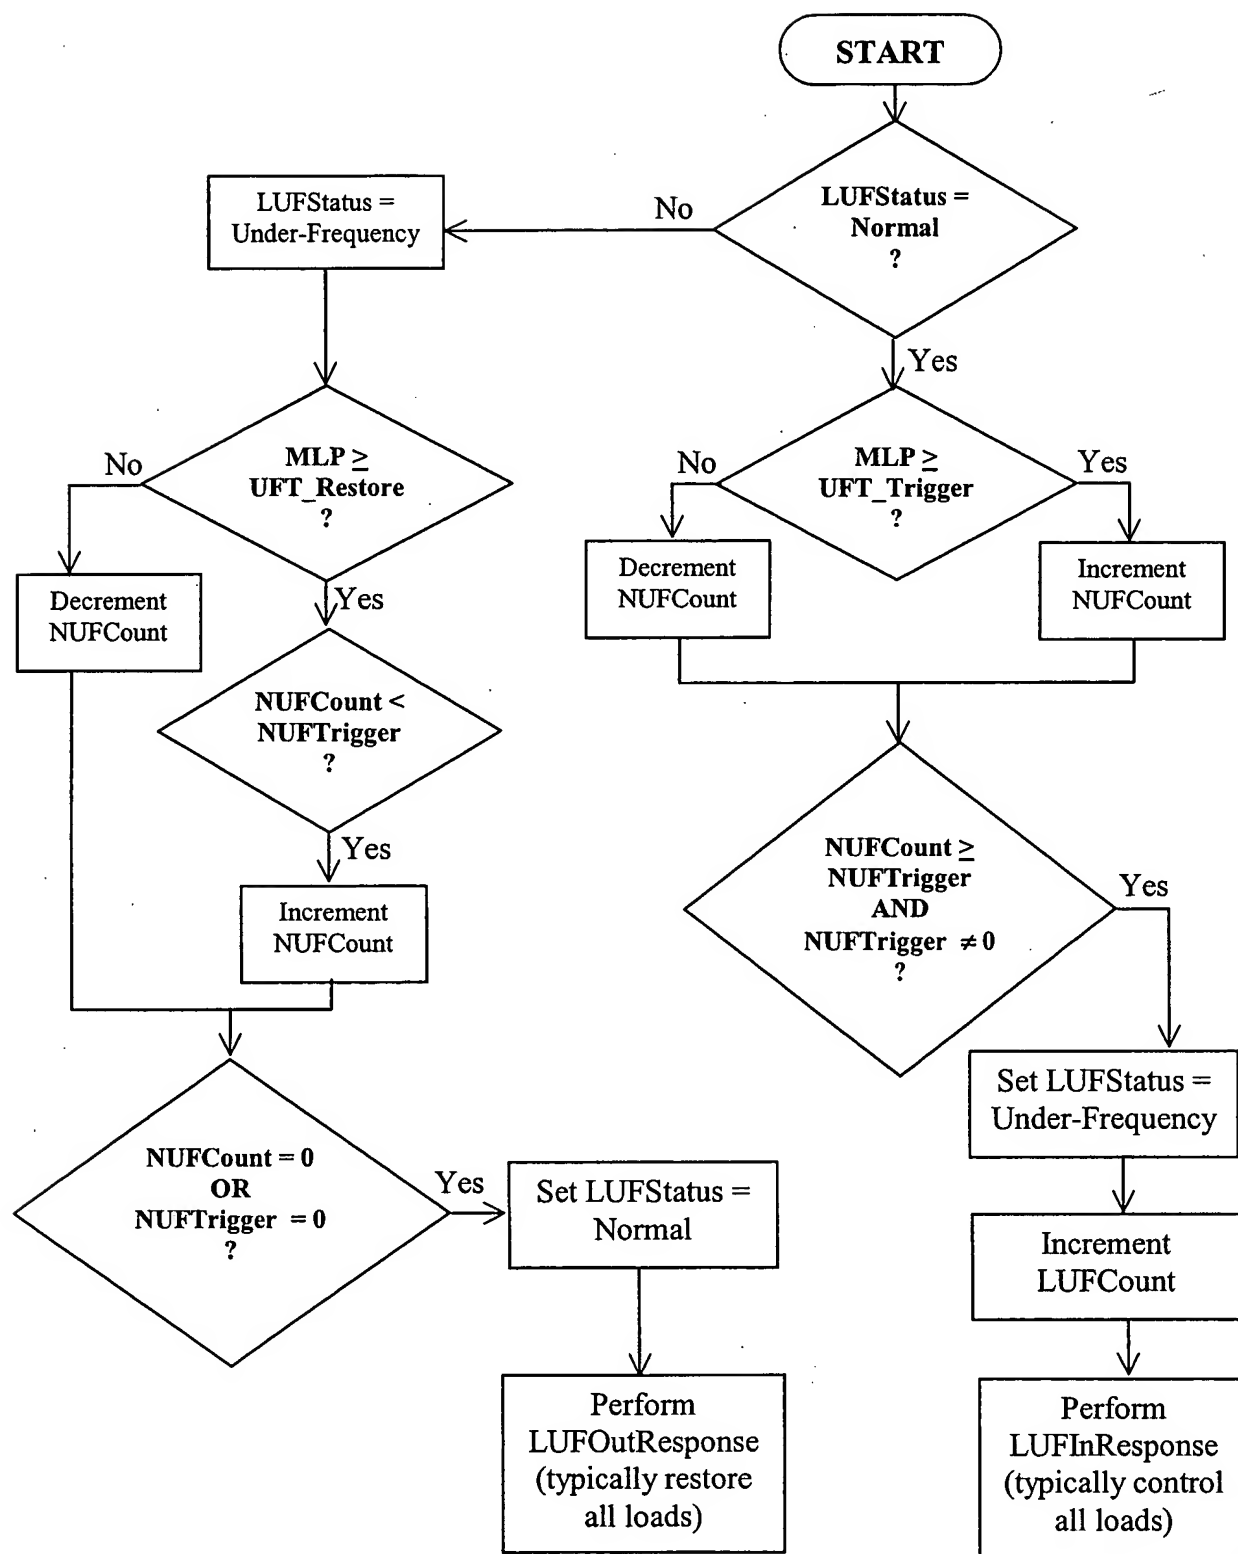 START
LUFStatus =
Normal
?
No
LUFStatus =
Under-Frequency
Yes
MLP ≥
UFT_Restore
?
No
Yes
MLP ≥
UFT_Trigger
?
No
Yes
Decrement
NUFCount
Decrement
NUFCount
Increment
NUFCount
NUFCount <
NUFTrigger
?
Yes
Increment
NUFCount
NUFCount ≥
NUFTrigger
AND
NUFTrigger ≠ 0
?
Yes
NUFCount = 0
OR
NUFTrigger = 0
?
Yes
Set LUFStatus =
Normal
Set LUFStatus =
Under-Frequency
Increment
LUFCount
Perform
LUFOutResponse
(typically restore
all loads)
Perform
LUFInResponse
(typically control
all loads)